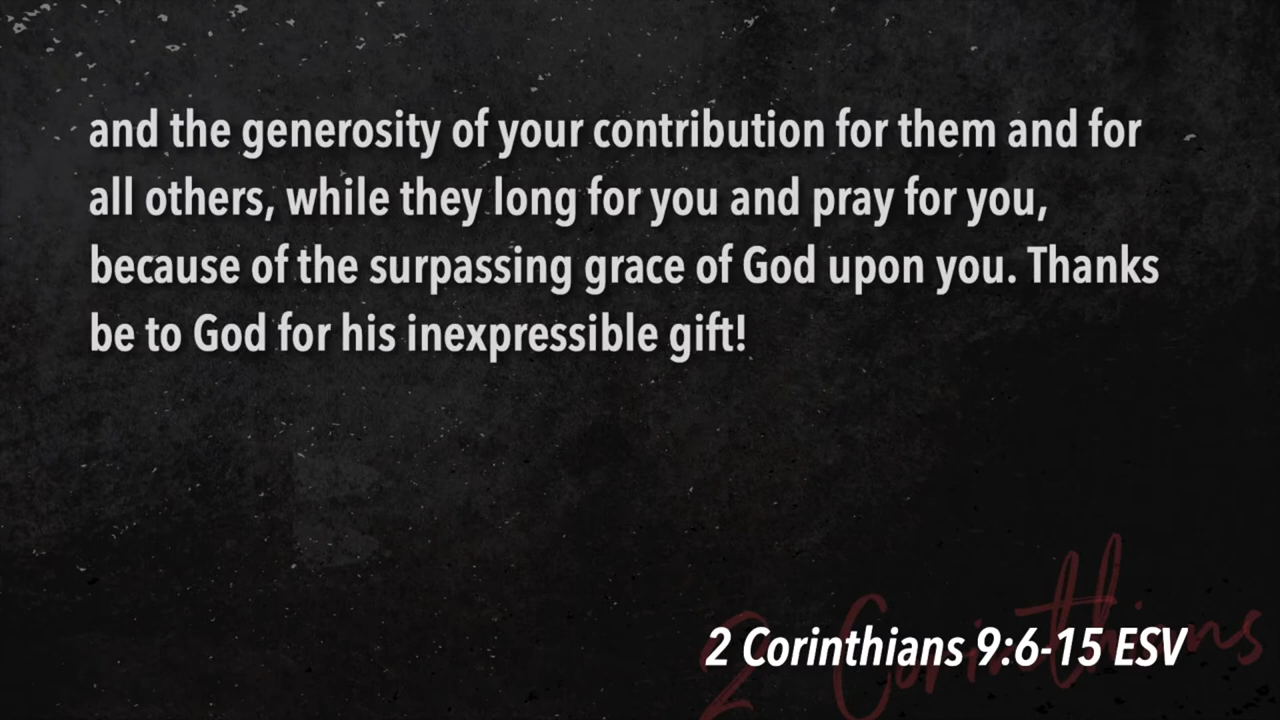 and the generosity of your contribution for them and for
all others, while they long for you and pray for you,
because of the surpassing grace of God upon you. Thanks
be to God for his inexpressible gift!
2 Corinthians
2 Corinthians 9:6-15 ESV